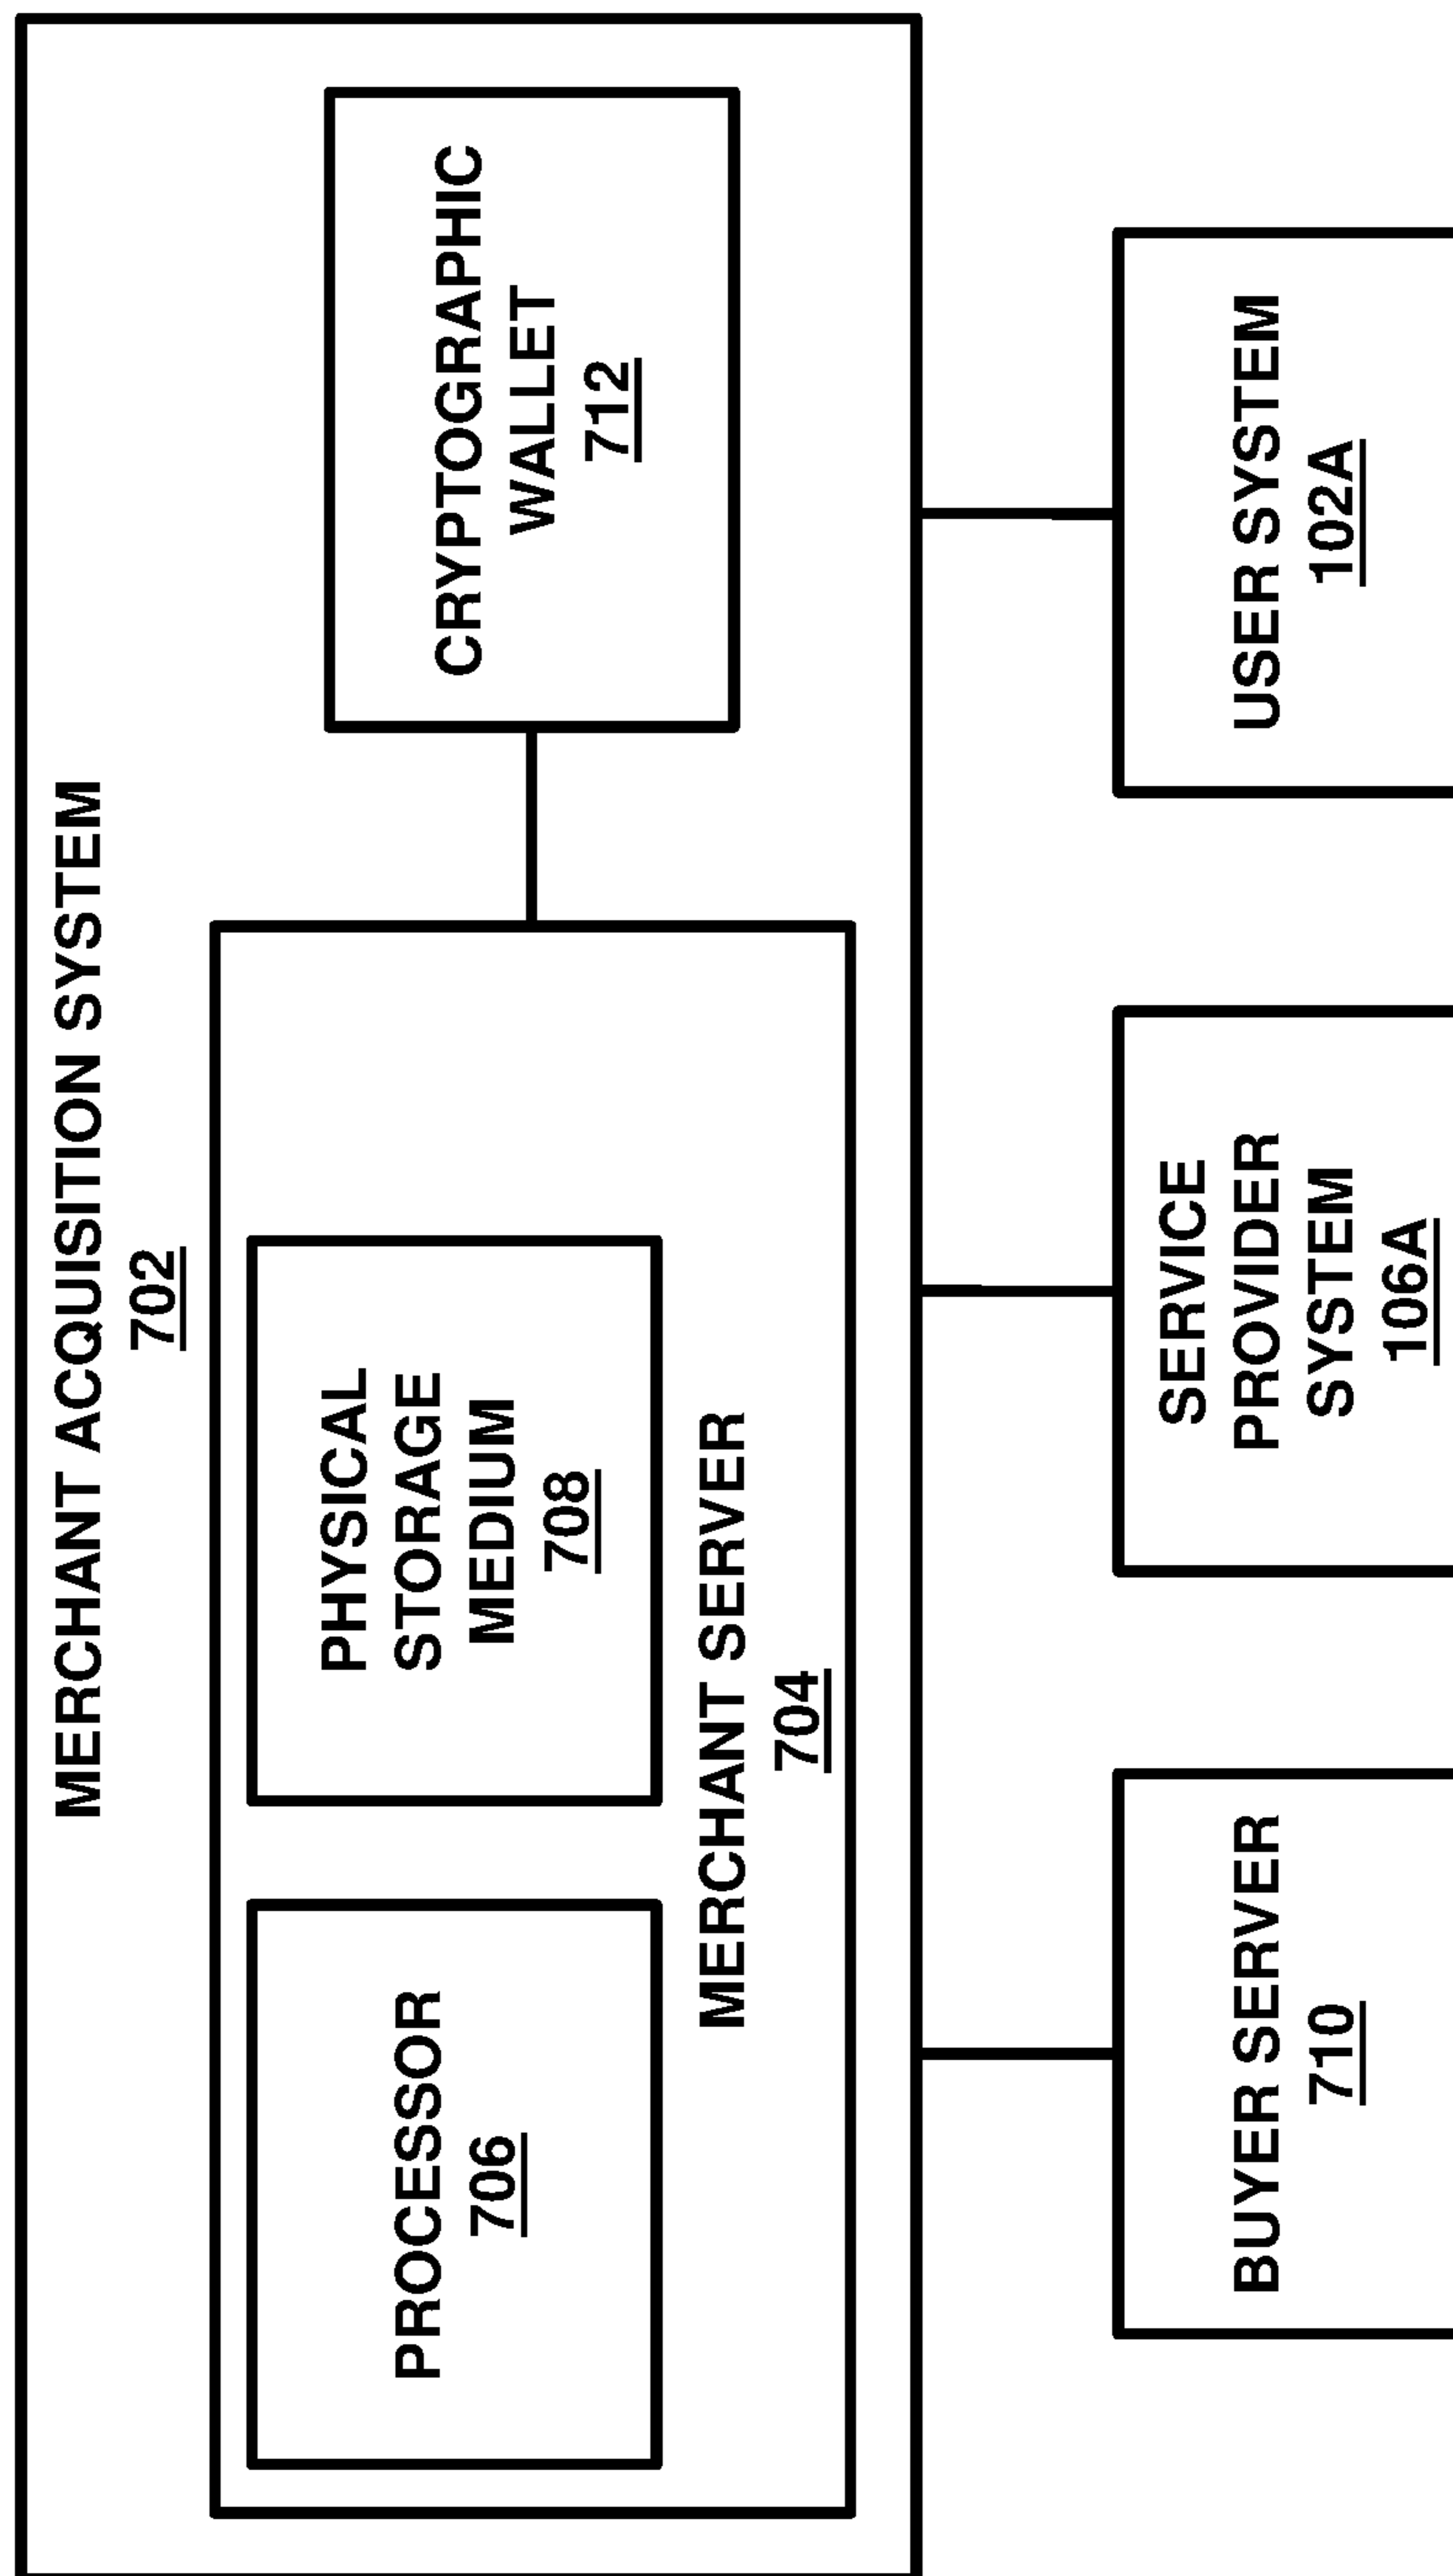 MERCHANT ACQUISITION SYSTEM
702
PROCESSOR
706
PHYSICAL
STORAGE
MEDIUM
708
MERCHANT SERVER
704
CRYPTOGRAPHIC
WALLET
712
BUYER SERVER
710
SERVICE
PROVIDER
SYSTEM
106A
USER SYSTEM
102A